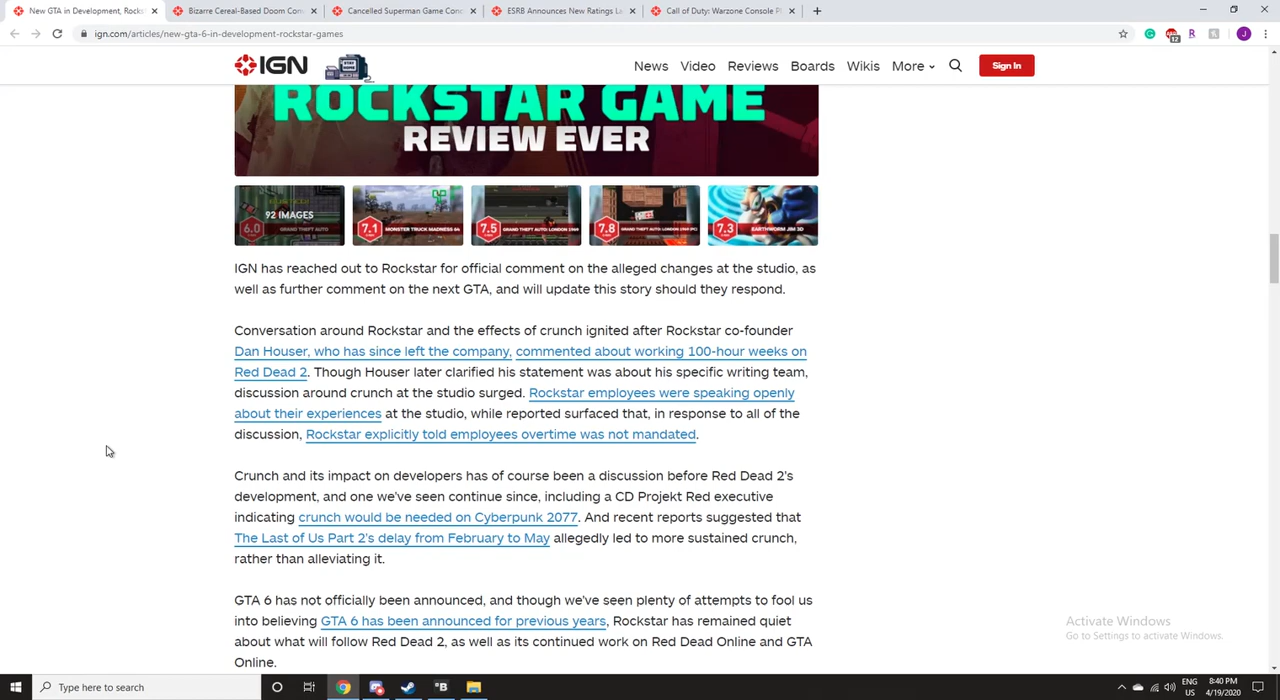 New GTA in Development, Rocks
Bizarre Cereal-Based Doom Con
Cancelled Superman Game Conc
ESRB Announces New Ratings La
Call of Duty: Warzone Console Pl
ign.com/articles/new-gta-6-in-development-rockstar-games
12
R
J
IGN
News
Video
Reviews
Boards
Wikis
More
Sign In
ROCKSTAR GAME
REVIEW EVER
92 IMAGES
6.0 GRAND THEFT AUTO
7.1 MONSTER TRUCK MADNESS 64
7.5 GRAND THEFT AUTO: LONDON 1969
7.8 GRAND THEFT AUTO: LONDON 1969 (PC)
7.3 EARTHWORM JIM 3D
IGN has reached out to Rockstar for official comment on the alleged changes at the studio, as
well as further comment on the next GTA, and will update this story should they respond.
Conversation around Rockstar and the effects of crunch ignited after Rockstar co-founder
Dan Houser, who has since left the company, commented about working 100-hour weeks on
Red Dead 2. Though Houser later clarified his statement was about his specific writing team,
discussion around crunch at the studio surged. Rockstar employees were speaking openly
about their experiences at the studio, while reported surfaced that, in response to all of the
discussion, Rockstar explicitly told employees overtime was not mandated.
Crunch and its impact on developers has of course been a discussion before Red Dead 2's
development, and one we've seen continue since, including a CD Projekt Red executive
indicating crunch would be needed on Cyberpunk 2077. And recent reports suggested that
The Last of Us Part 2's delay from February to May allegedly led to more sustained crunch,
rather than alleviating it.
GTA 6 has not officially been announced, and though we've seen plenty of attempts to fool us
into believing GTA 6 has been announced for previous years, Rockstar has remained quiet
about what will follow Red Dead 2, as well as its continued work on Red Dead Online and GTA
Online.
Activate Windows
Go to Settings to activate Windows.
Type here to search
B
ENG
US
8:40 PM
4/19/2020